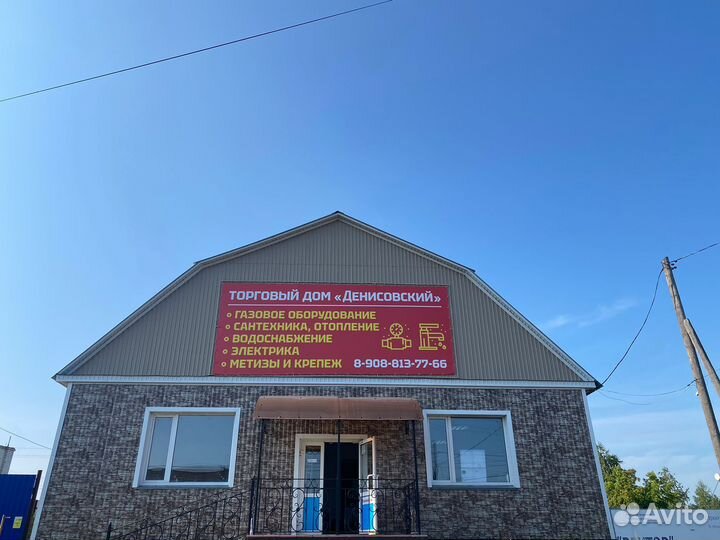 ТОРГОВЫЙ ДОМ «ДЕНИСОВСКИЙ»
• ГАЗОВОЕ ОБОРУДОВАНИЕ
• САНТЕХНИКА, ОТОПЛЕНИЕ
• ВОДОСНАБЖЕНИЕ
• ЭЛЕКТРИКА
• МЕТИЗЫ И КРЕПЕЖ 8-908-813-77-66
Avito